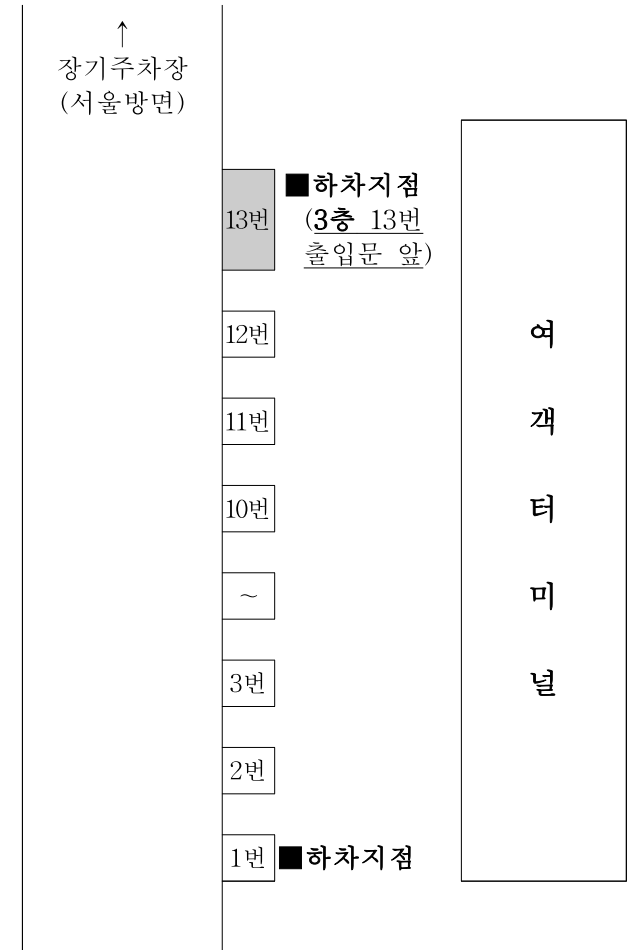 ↑
장기주차장
(서울방면)
■하차지점
13번
(3층 13번
출입문 앞)
12번
11번
10번
~
3번
2번
1번 ■하차지점
여
객
터
미
널